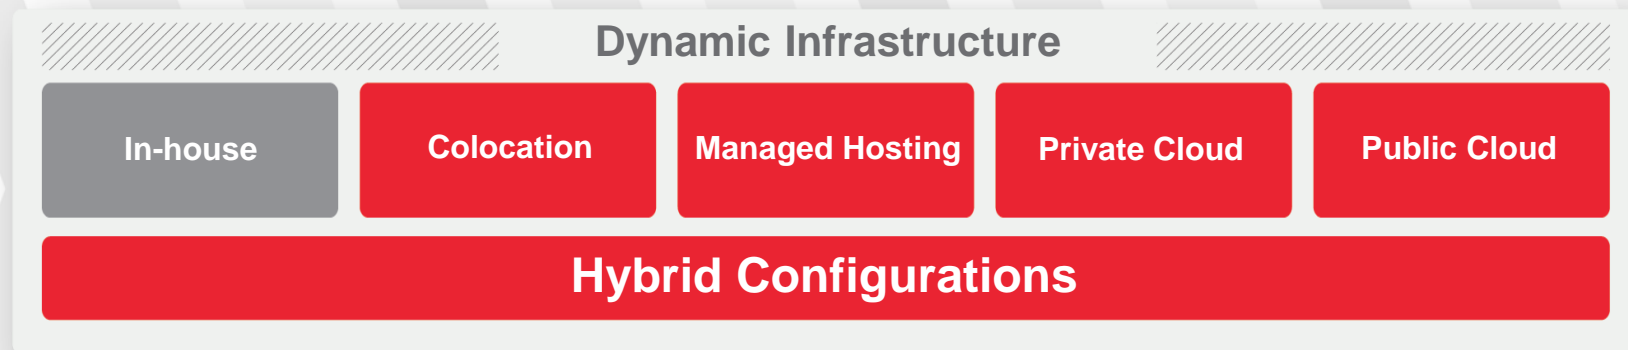 Dynamic Infrastructure
In-house
Colocation
Managed Hosting
Private Cloud
Public Cloud
Hybrid Configurations